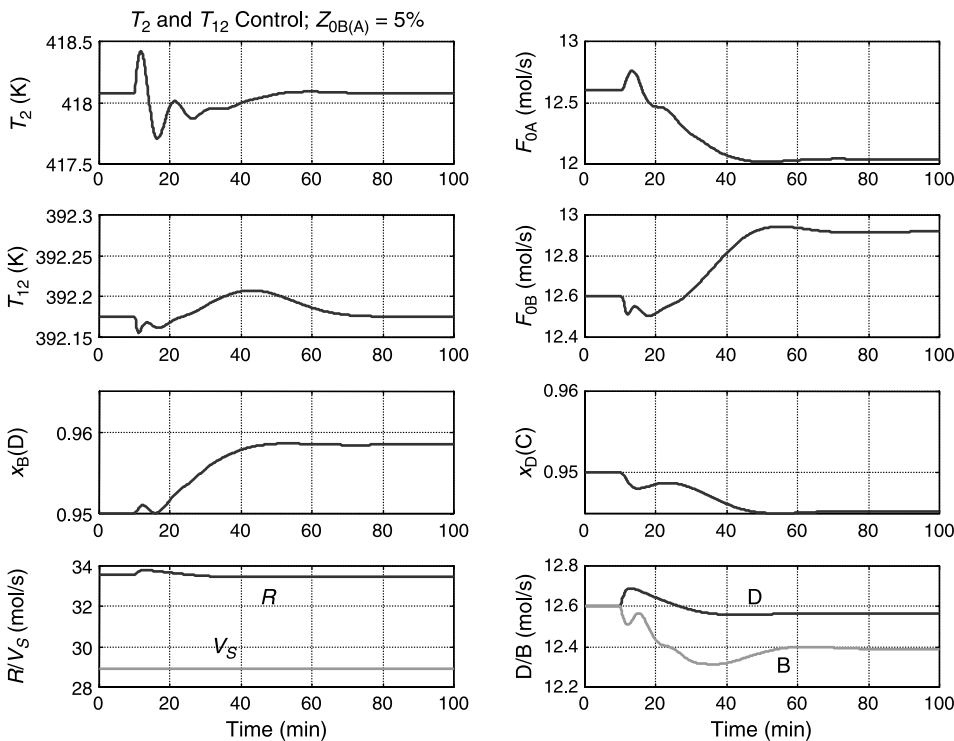 T2 and T12 Control; Z0B(A) = 5%
T2 (K)
418.5
418
417.5
0 20 40 60 80 100
F0A (mol/s)
13
12.5
12
0 20 40 60 80 100
T12 (K)
392.3
392.25
392.2
392.15
0 20 40 60 80 100
F0B (mol/s)
13
12.8
12.6
12.4
0 20 40 60 80 100
xB(D)
0.96
0.95
0 20 40 60 80 100
xD(C)
0.96
0.95
0 20 40 60 80 100
R/VS (mol/s)
34
32
30
28
R
VS
0 20 40 60 80 100
Time (min)
D/B (mol/s)
12.8
12.6
12.4
12.2
D
B
0 20 40 60 80 100
Time (min)